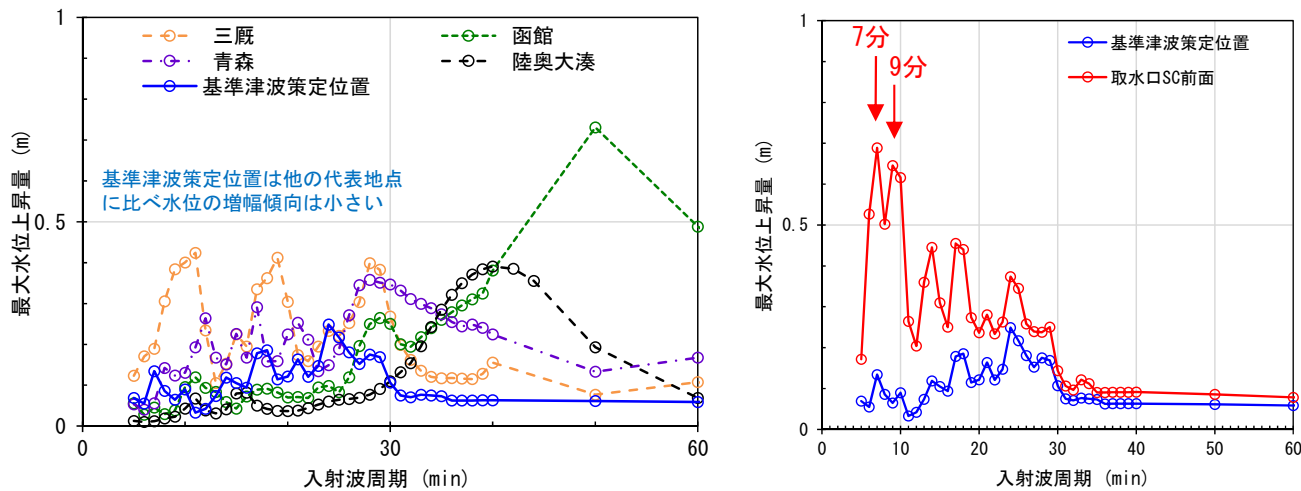 1
三厩
函館
青森
陸奥大湊
基準津波策定位置
基準津波策定位置は他の代表地点
に比べ水位の増幅傾向は小さい
0.5
0
0
30
60
最大水位上昇量 (m)
入射波周期 (min)
1
7分
9分
基準津波策定位置
取水口SC前面
0.5
0
0
10
20
30
40
50
60
最大水位上昇量 (m)
入射波周期 (min)